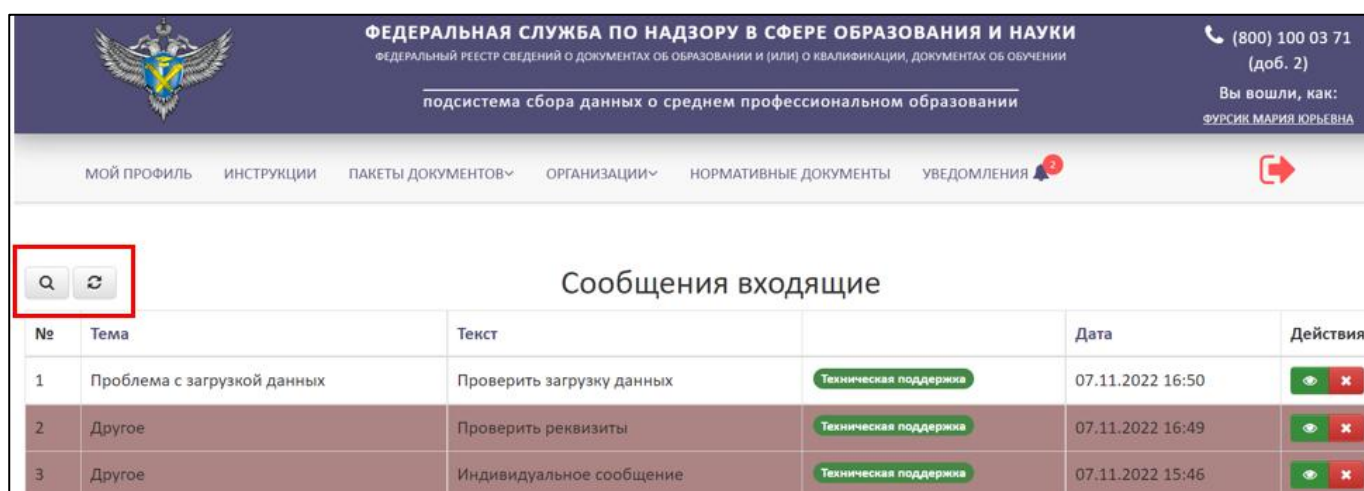 ФЕДЕРАЛЬНАЯ СЛУЖБА ПО НАДЗОРУ В СФЕРЕ ОБРАЗОВАНИЯ И НАУКИ
ФЕДЕРАЛЬНЫЙ РЕЕСТР СВЕДЕНИЙ О ДОКУМЕНТАХ ОБ ОБРАЗОВАНИИ И (ИЛИ) О КВАЛИФИКАЦИИ, ДОКУМЕНТАХ ОБ ОБУЧЕНИИ
подсистема сбора данных о среднем профессиональном образовании
(800) 100 03 71
(доб. 2)
Вы вошли, как:
ФУРСИК МАРИЯ ЮРЬЕВНА
МОЙ ПРОФИЛЬ ИНСТРУКЦИИ ПАКЕТЫ ДОКУМЕНТОВ ОРГАНИЗАЦИИ НОРМАТИВНЫЕ ДОКУМЕНТЫ УВЕДОМЛЕНИЯ 2
Сообщения входящие
№ Тема Текст Дата Действия
1 Проблема с загрузкой данных Проверить загрузку данных Техническая поддержка 07.11.2022 16:50
2 Другое Проверить реквизиты Техническая поддержка 07.11.2022 16:49
3 Другое Индивидуальное сообщение Техническая поддержка 07.11.2022 15:46